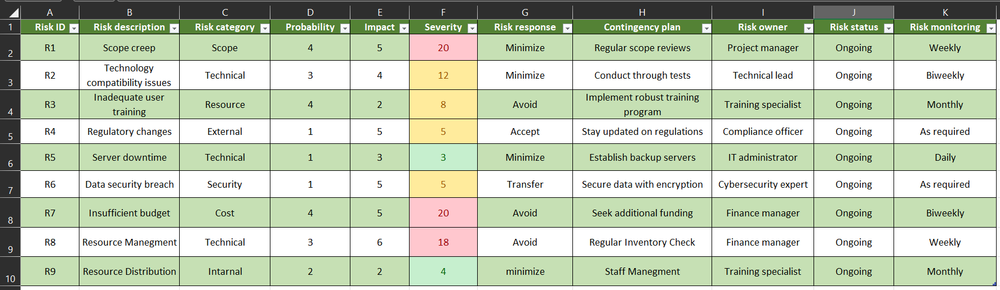 A B C D E F G H I J K
1 Risk ID Risk description Risk category Probability Impact Severity Risk response Contingency plan Risk owner Risk status Risk monitoring
2 R1 Scope creep Scope 4 5 20 Minimize Regular scope reviews Project manager Ongoing Weekly
3 R2 Technology compatibility issues Technical 3 4 12 Minimize Conduct through tests Technical lead Ongoing Biweekly
4 R3 Inadequate user training Resource 4 2 8 Avoid Implement robust training program Training specialist Ongoing Monthly
5 R4 Regulatory changes External 1 5 5 Accept Stay updated on regulations Compliance officer Ongoing As required
6 R5 Server downtime Technical 1 3 3 Minimize Establish backup servers IT administrator Ongoing Daily
7 R6 Data security breach Security 1 5 5 Transfer Secure data with encryption Cybersecurity expert Ongoing As required
8 R7 Insufficient budget Cost 4 5 20 Avoid Seek additional funding Finance manager Ongoing Biweekly
9 R8 Resource Manegment Technical 3 6 18 Avoid Regular Inventory Check Finance manager Ongoing Weekly
10 R9 Resource Distribution Intarnal 2 2 4 minimize Staff Manegment Training specialist Ongoing Monthly